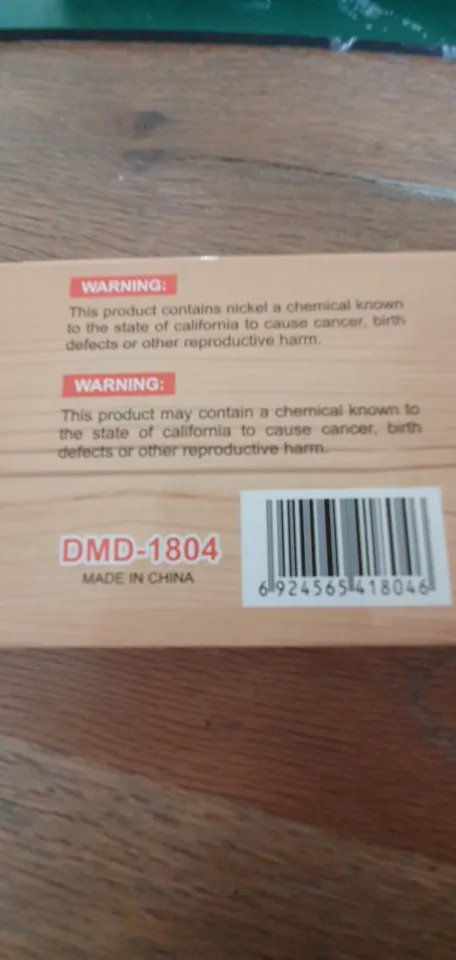 WARNING:
This product contains nickel a chemical known
to the state of california to cause cancer, birth
defects or other reproductive harm.
WARNING:
This product may contain a chemical known to
the state of california to cause cancer, birth
defects or other reproductive harm.
DMD-1804
MADE IN CHINA
6 924565 418046